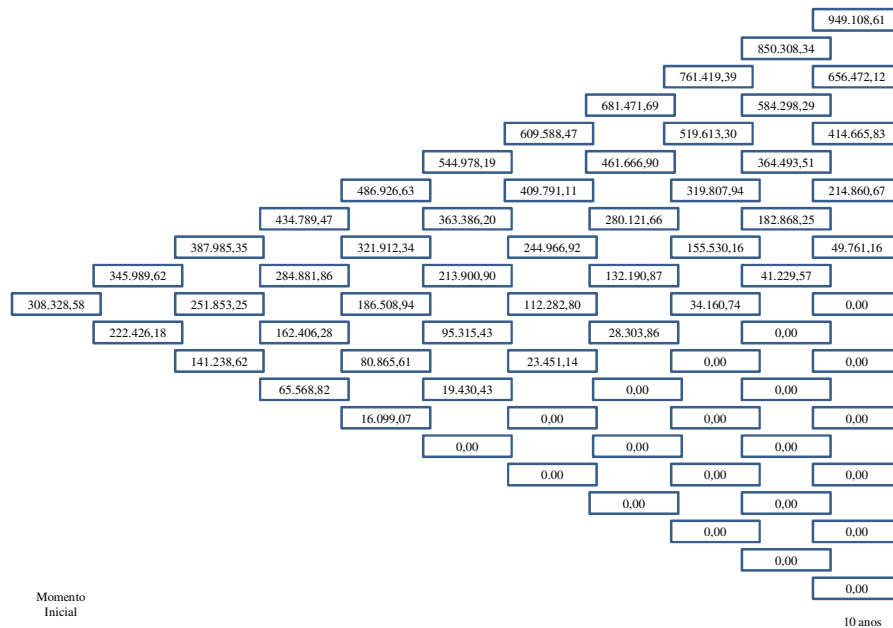 949.108,61
850.308,34
761.419,39 656.472,12
681.471,69 584.298,29
609.588,47 519.613,30 414.665,83
544.978,19 461.666,90 364.493,51
486.926,63 409.791,11 319.807,94 214.860,67
434.789,47 363.386,20 280.121,66 182.868,25
387.985,35 321.912,34 244.966,92 155.530,16 49.761,16
345.989,62 284.881,86 213.900,90 132.190,87 41.229,57
308.328,58 251.853,25 186.508,94 112.282,80 34.160,74 0,00
222.426,18 162.406,28 95.315,43 28.303,86 0,00
141.238,62 80.865,61 23.451,14 0,00 0,00
65.568,82 19.430,43 0,00 0,00
16.099,07 0,00 0,00 0,00
0,00 0,00 0,00
0.00 0,00 0,00
0,00 0,00
0,00 0,00
0,00
0,00
Momento
Inicial
10 anos